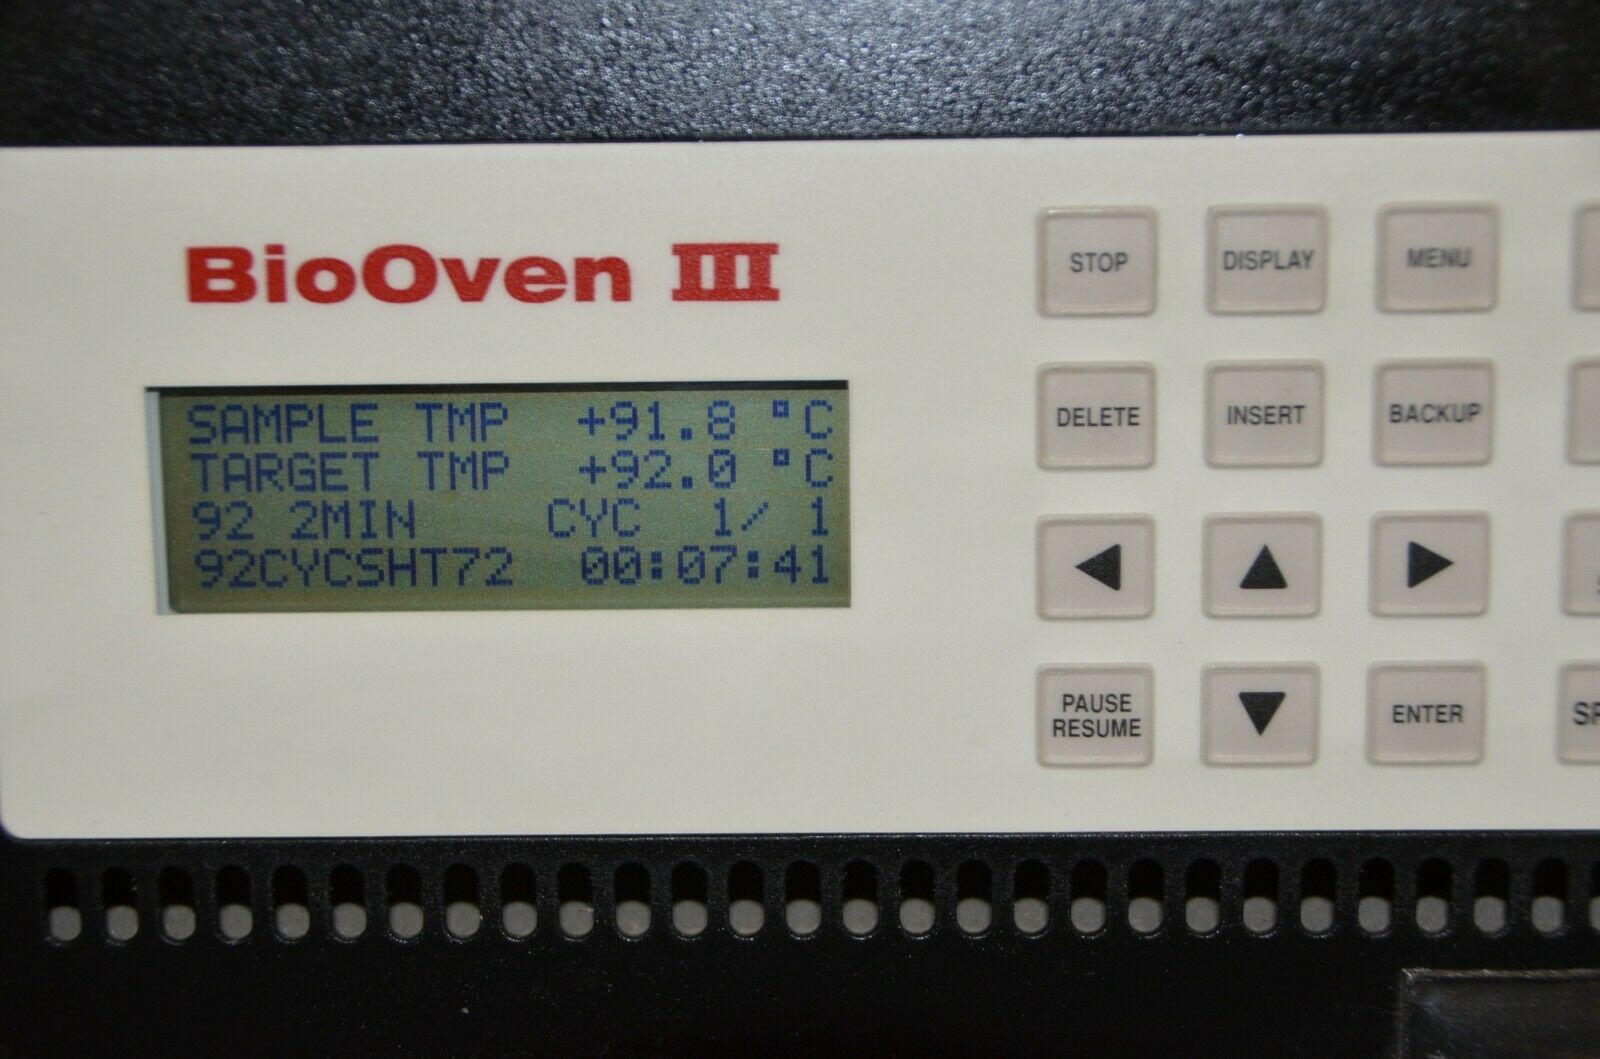 BioOven III
SAMPLE TMP +91.8 °C
TARGET TMP +92.0 °C
92 2MIN CYC 1/ 1
92CYCSHT72 00:07:41
STOP DISPLAY MENU
DELETE INSERT BACKUP
PAUSE
RESUME
ENTER